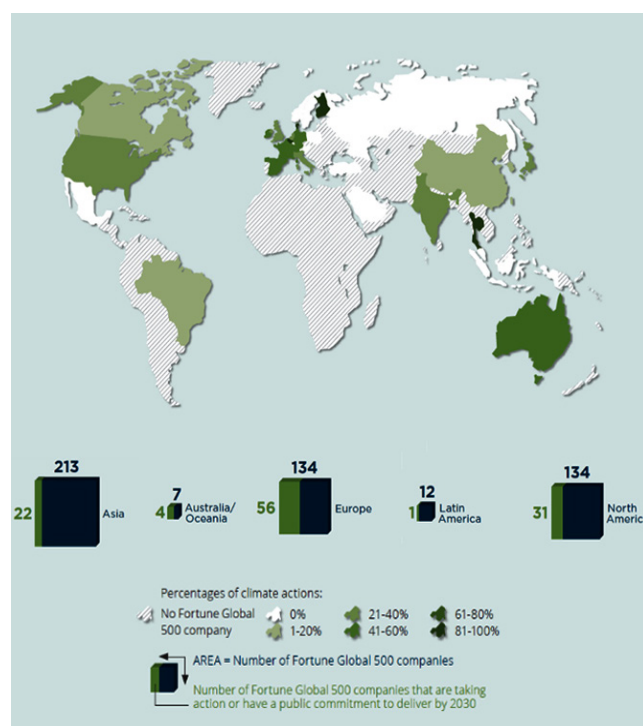 213
22
Asia
7
4
Australia/
Oceania
134
56
Europe
12
1
Latin
America
134
31
North
Americ
Percentages of climate actions:
No Fortune Global
500 company
0%
1-20%
21-40%
41-60%
61-80%
81-100%
AREA = Number of Fortune Global 500 companies
Number of Fortune Global 500 companies that are taking
action or have a public commitment to deliver by 2030